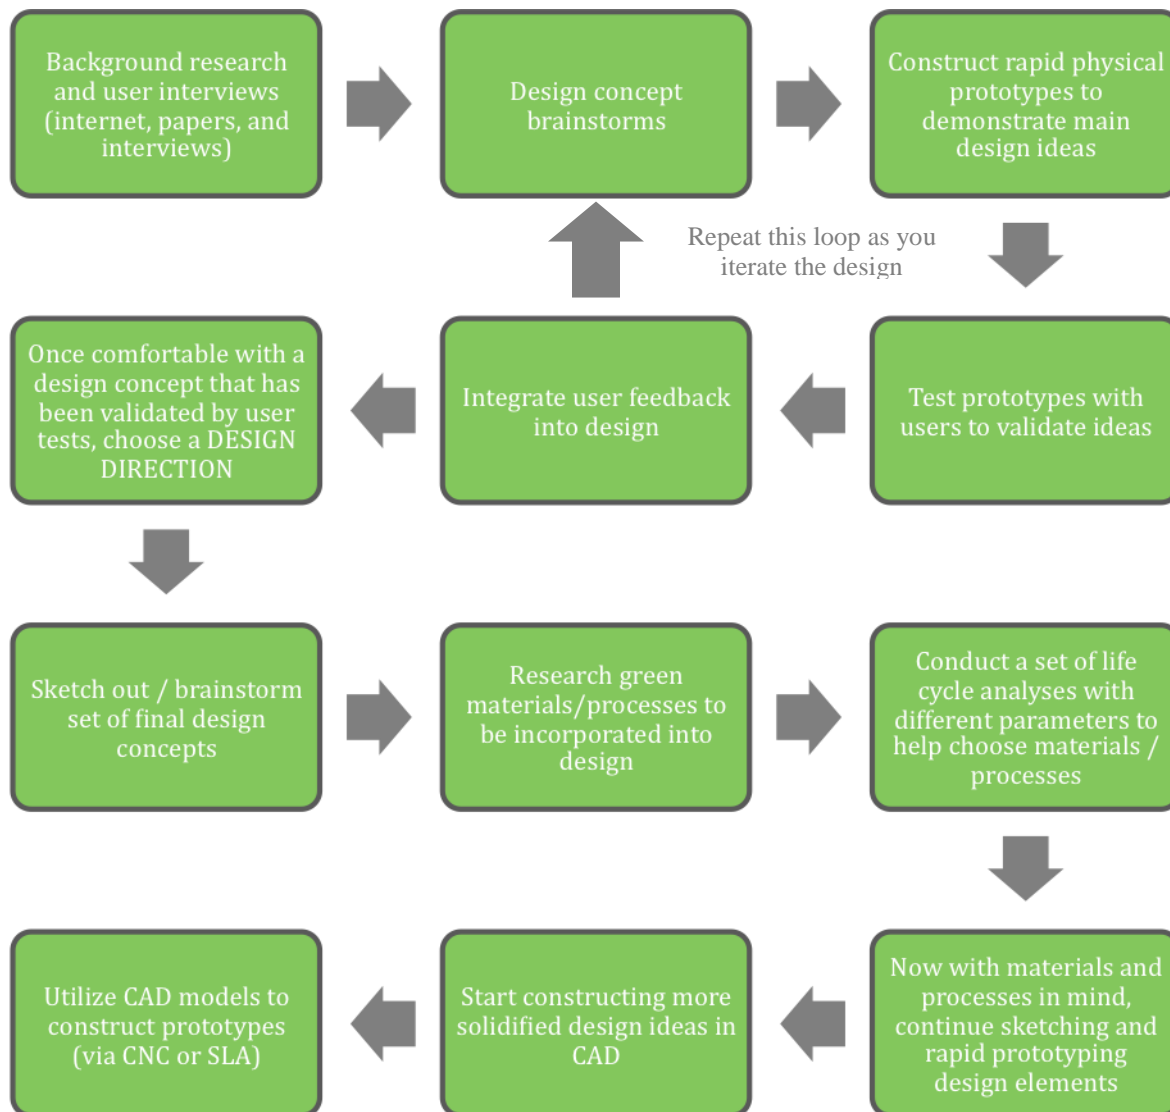 Background research
and user interviews
(internet, papers, and
interviews)
Design concept
brainstorms
Construct rapid physical
prototypes to
demonstrate main
design ideas
Repeat this loop as you
iterate the design
Test prototypes with
users to validate ideas
Integrate user feedback
into design
Once comfortable with a
design concept that has
been validated by user
tests, choose a DESIGN
DIRECTION
Sketch out / brainstorm
set of final design
concepts
Research green
materials/processes to
be incorporated into
design
Conduct a set of life
cycle analyses with
different parameters to
help choose materials /
processes
Now with materials and
processes in mind,
continue sketching and
rapid prototyping
design elements
Start constructing more
solidified design ideas in
CAD
Utilize CAD models to
construct prototypes
(via CNC or SLA)